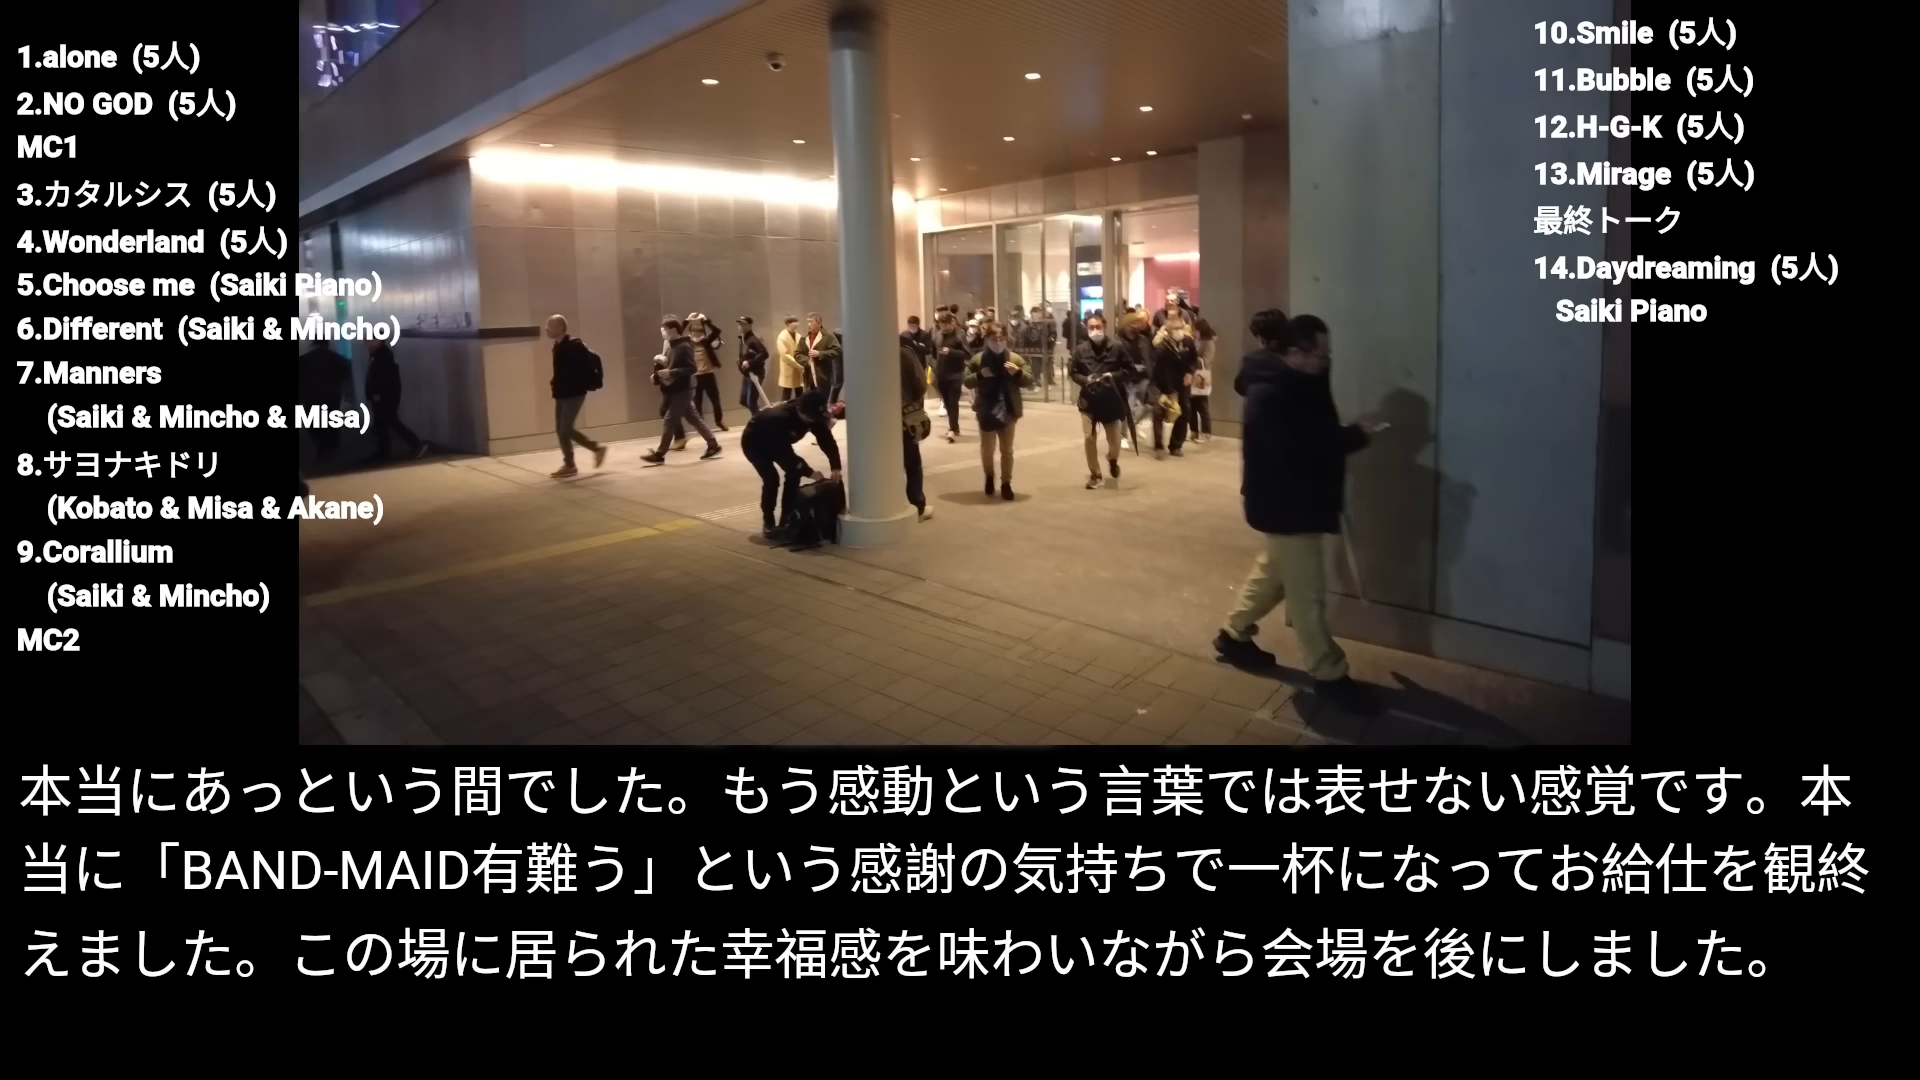 1.alone (5人)
2.NO GOD (5人)
MC1
3.カタルシス (5人)
4.Wonderland (5人)
5.Choose me (Saiki Piano)
6.Different (Saiki & Mincho)
7.Manners
(Saiki & Mincho & Misa)
8.サヨナキドリ
(Kobato & Misa & Akane)
9.Corallium
(Saiki & Mincho)
MC2
10.Smile (5人)
11.Bubble (5人)
12.H-G-K (5人)
13.Mirage (5人)
最終トーク
14.Daydreaming (5人)
Saiki Piano
本当にあっという間でした。もう感動という言葉では表せない感覚です。本
当に「BAND-MAID有難う」という感謝の気持ちで一杯になってお給仕を観終
えました。この場に居られた幸福感を味わいながら会場を後にしました。